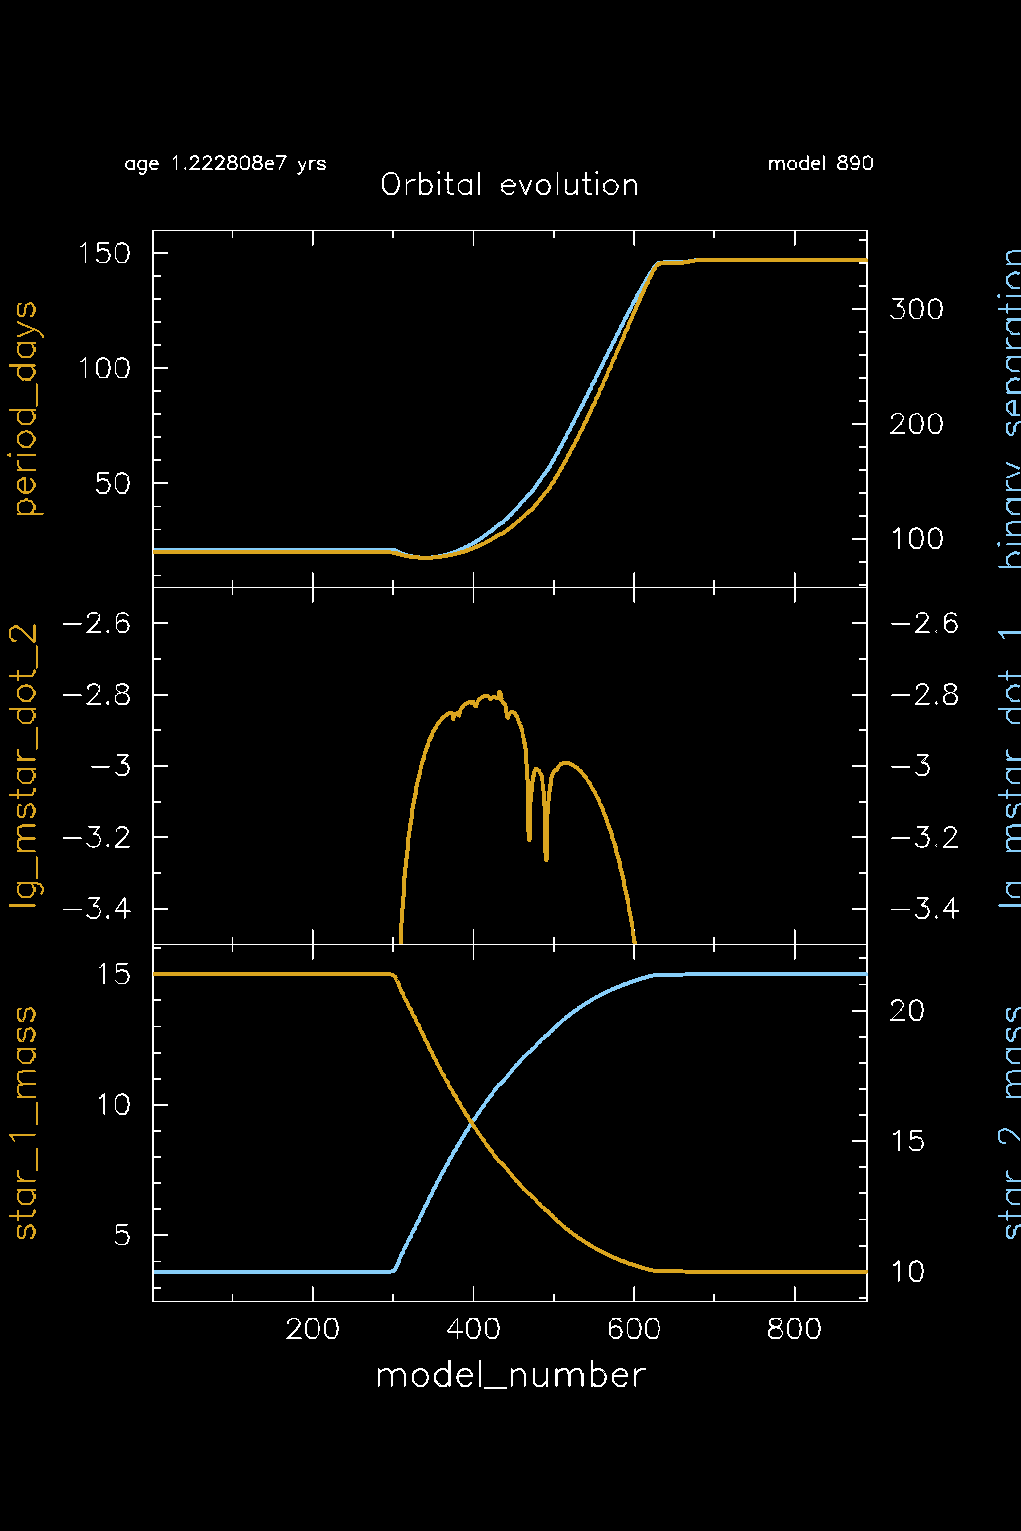 age 1.222808e7 yrs
model 890
Orbital evolution
period_days
150
100
50
300
200
100
binary separation
lg_mstar_dot_2
−2.6
−2.8
−3
−3.2
−3.4
−2.6
−2.8
−3
−3.2
−3.4
lg_mstar_dot_1
star_1_mass
15
10
5
20
15
10
star_2_mass
200 400 600 800
model_number